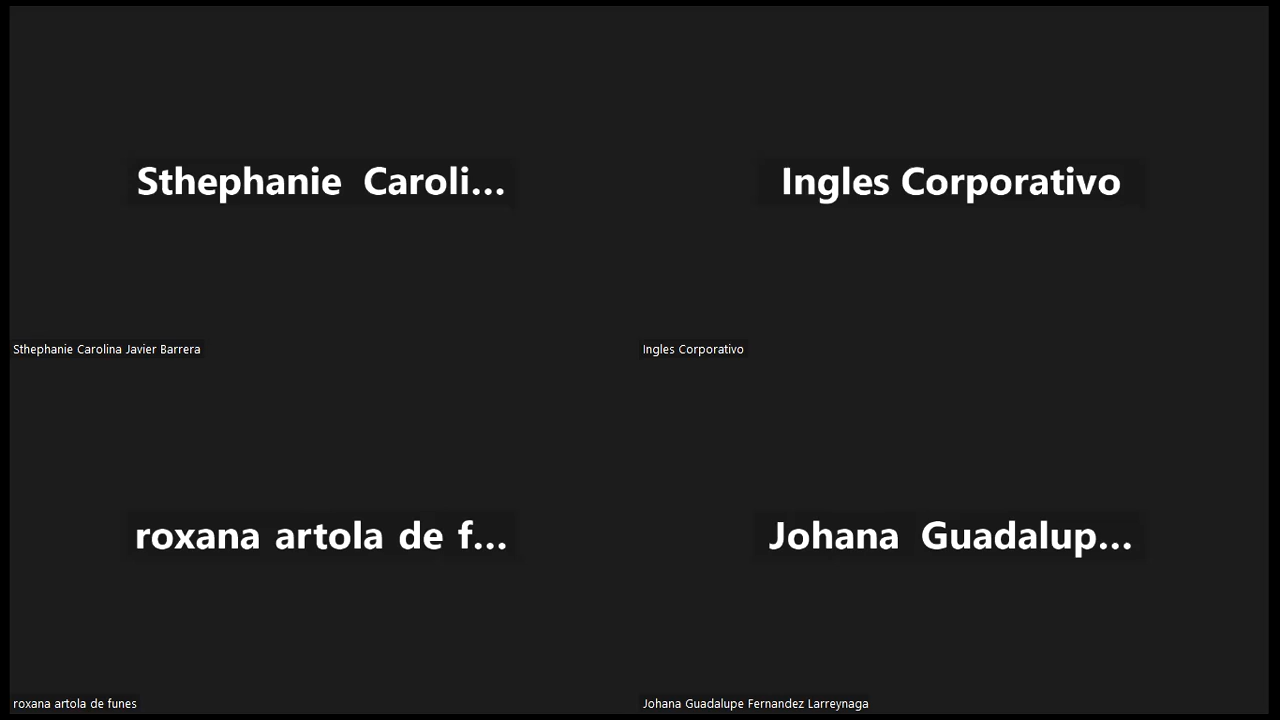 Sthephanie Caroli...
Ingles Corporativo
Sthephanie Carolina Javier Barrera
Ingles Corporativo
roxana artola de f...
Johana Guadalup...
roxana artola de funes
Johana Guadalupe Fernandez Larreynaga